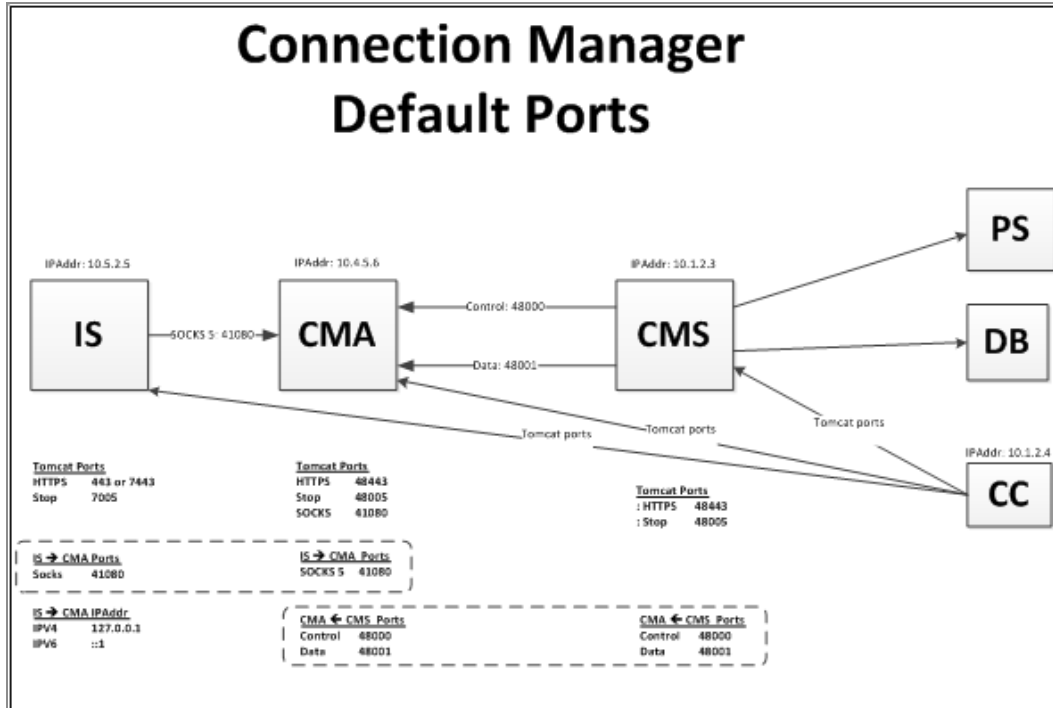 Connection Manager
Default Ports
PS
IPAddr: 10.5.2.5
IPAddr: 10.4.5.6
IPAddr: 10.1.2.3
IS
SOCKS 5: 41080
CMA
Control: 48000
Data: 48001
CMS
DB
Tomcat ports
Tomcat ports
Tomcat ports
IPAddr: 10.1.2.4
CC
Tomcat Ports
HTTPS 443 or 7443
Stop 7005
Tomcat Ports
HTTPS 48443
Stop 48005
SOCKS 41080
Tomcat Ports
: HTTPS 48443
: Stop 48005
IS → CMA Ports
Socks 41080
IS → CMA Ports
SOCKS 5 41080
IS → CMA IPAddr
IPV4 127.0.0.1
IPV6 ::1
CMA ← CMS Ports
Control 48000
Data 48001
CMA ← CMS Ports
Control 48000
Data 48001